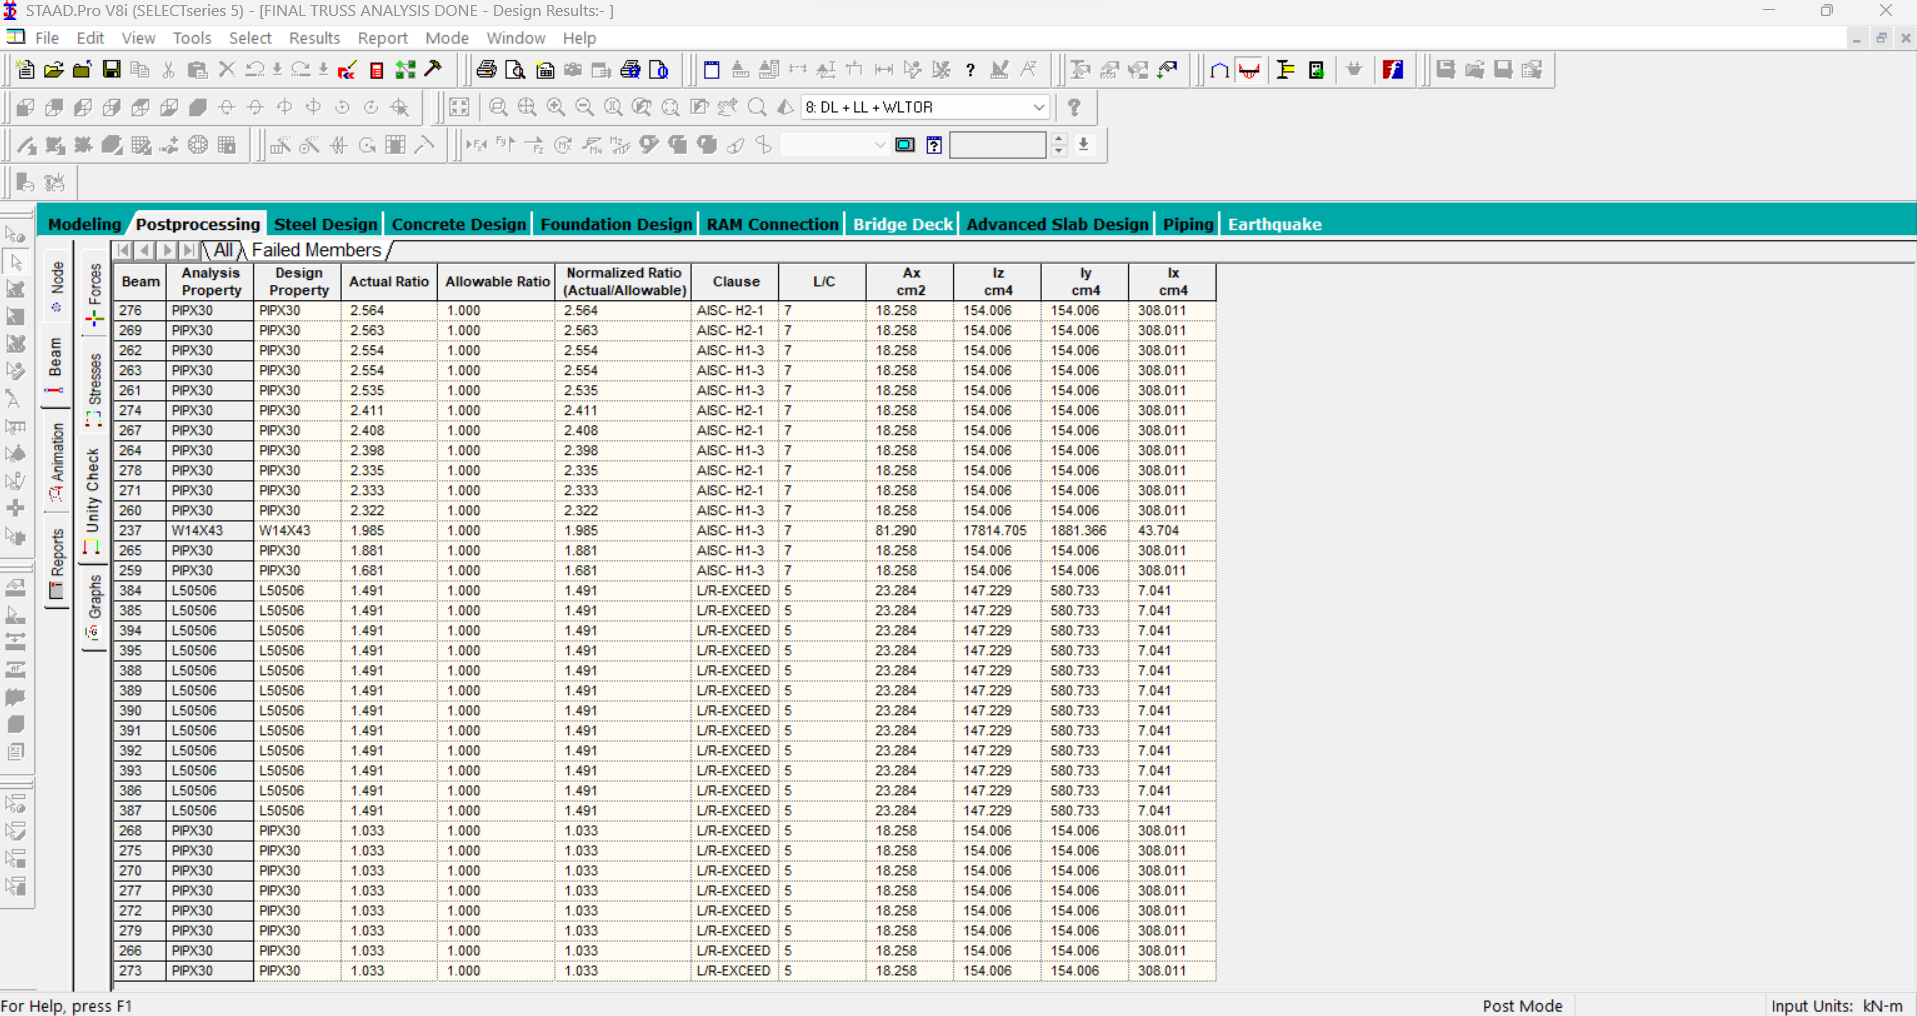 STAAD.Pro V8i (SELECTseries 5) - [FINAL TRUSS ANALYSIS DONE - Design Results:- ]
File Edit View Tools Select Results Report Mode Window Help
8: DL + LL + WLTOR
Modeling Postprocessing Steel Design Concrete Design Foundation Design RAM Connection Bridge Deck Advanced Slab Design Piping Earthquake
All Failed Members
Node
Beam
Animation
Reports
Forces
Stresses
Unity Check
Graphs
Beam Analysis Property Design Property Actual Ratio Allowable Ratio Normalized Ratio (Actual/Allowable) Clause L/C Ax cm2 Iz cm4 Iy cm4 Ix cm4
276 PIPX30 PIPX30 2.564 1.000 2.564 AISC- H2-1 7 18.258 154.006 154.006 308.011
269 PIPX30 PIPX30 2.563 1.000 2.563 AISC- H2-1 7 18.258 154.006 154.006 308.011
262 PIPX30 PIPX30 2.554 1.000 2.554 AISC- H1-3 7 18.258 154.006 154.006 308.011
263 PIPX30 PIPX30 2.554 1.000 2.554 AISC- H1-3 7 18.258 154.006 154.006 308.011
261 PIPX30 PIPX30 2.535 1.000 2.535 AISC- H1-3 7 18.258 154.006 154.006 308.011
274 PIPX30 PIPX30 2.411 1.000 2.411 AISC- H2-1 7 18.258 154.006 154.006 308.011
267 PIPX30 PIPX30 2.408 1.000 2.408 AISC- H2-1 7 18.258 154.006 154.006 308.011
264 PIPX30 PIPX30 2.398 1.000 2.398 AISC- H1-3 7 18.258 154.006 154.006 308.011
278 PIPX30 PIPX30 2.335 1.000 2.335 AISC- H2-1 7 18.258 154.006 154.006 308.011
271 PIPX30 PIPX30 2.333 1.000 2.333 AISC- H2-1 7 18.258 154.006 154.006 308.011
260 PIPX30 PIPX30 2.322 1.000 2.322 AISC- H1-3 7 18.258 154.006 154.006 308.011
237 W14X43 W14X43 1.985 1.000 1.985 AISC- H1-3 7 81.290 17814.705 1881.366 43.704
265 PIPX30 PIPX30 1.881 1.000 1.881 AISC- H1-3 7 18.258 154.006 154.006 308.011
259 PIPX30 PIPX30 1.681 1.000 1.681 AISC- H1-3 7 18.258 154.006 154.006 308.011
384 L50506 L50506 1.491 1.000 1.491 L/R-EXCEED 5 23.284 147.229 580.733 7.041
385 L50506 L50506 1.491 1.000 1.491 L/R-EXCEED 5 23.284 147.229 580.733 7.041
394 L50506 L50506 1.491 1.000 1.491 L/R-EXCEED 5 23.284 147.229 580.733 7.041
395 L50506 L50506 1.491 1.000 1.491 L/R-EXCEED 5 23.284 147.229 580.733 7.041
388 L50506 L50506 1.491 1.000 1.491 L/R-EXCEED 5 23.284 147.229 580.733 7.041
389 L50506 L50506 1.491 1.000 1.491 L/R-EXCEED 5 23.284 147.229 580.733 7.041
390 L50506 L50506 1.491 1.000 1.491 L/R-EXCEED 5 23.284 147.229 580.733 7.041
391 L50506 L50506 1.491 1.000 1.491 L/R-EXCEED 5 23.284 147.229 580.733 7.041
392 L50506 L50506 1.491 1.000 1.491 L/R-EXCEED 5 23.284 147.229 580.733 7.041
393 L50506 L50506 1.491 1.000 1.491 L/R-EXCEED 5 23.284 147.229 580.733 7.041
386 L50506 L50506 1.491 1.000 1.491 L/R-EXCEED 5 23.284 147.229 580.733 7.041
387 L50506 L50506 1.491 1.000 1.491 L/R-EXCEED 5 23.284 147.229 580.733 7.041
268 PIPX30 PIPX30 1.033 1.000 1.033 L/R-EXCEED 5 18.258 154.006 154.006 308.011
275 PIPX30 PIPX30 1.033 1.000 1.033 L/R-EXCEED 5 18.258 154.006 154.006 308.011
270 PIPX30 PIPX30 1.033 1.000 1.033 L/R-EXCEED 5 18.258 154.006 154.006 308.011
277 PIPX30 PIPX30 1.033 1.000 1.033 L/R-EXCEED 5 18.258 154.006 154.006 308.011
272 PIPX30 PIPX30 1.033 1.000 1.033 L/R-EXCEED 5 18.258 154.006 154.006 308.011
279 PIPX30 PIPX30 1.033 1.000 1.033 L/R-EXCEED 5 18.258 154.006 154.006 308.011
266 PIPX30 PIPX30 1.033 1.000 1.033 L/R-EXCEED 5 18.258 154.006 154.006 308.011
273 PIPX30 PIPX30 1.033 1.000 1.033 L/R-EXCEED 5 18.258 154.006 154.006 308.011
For Help, press F1 Post Mode Input Units: kN-m